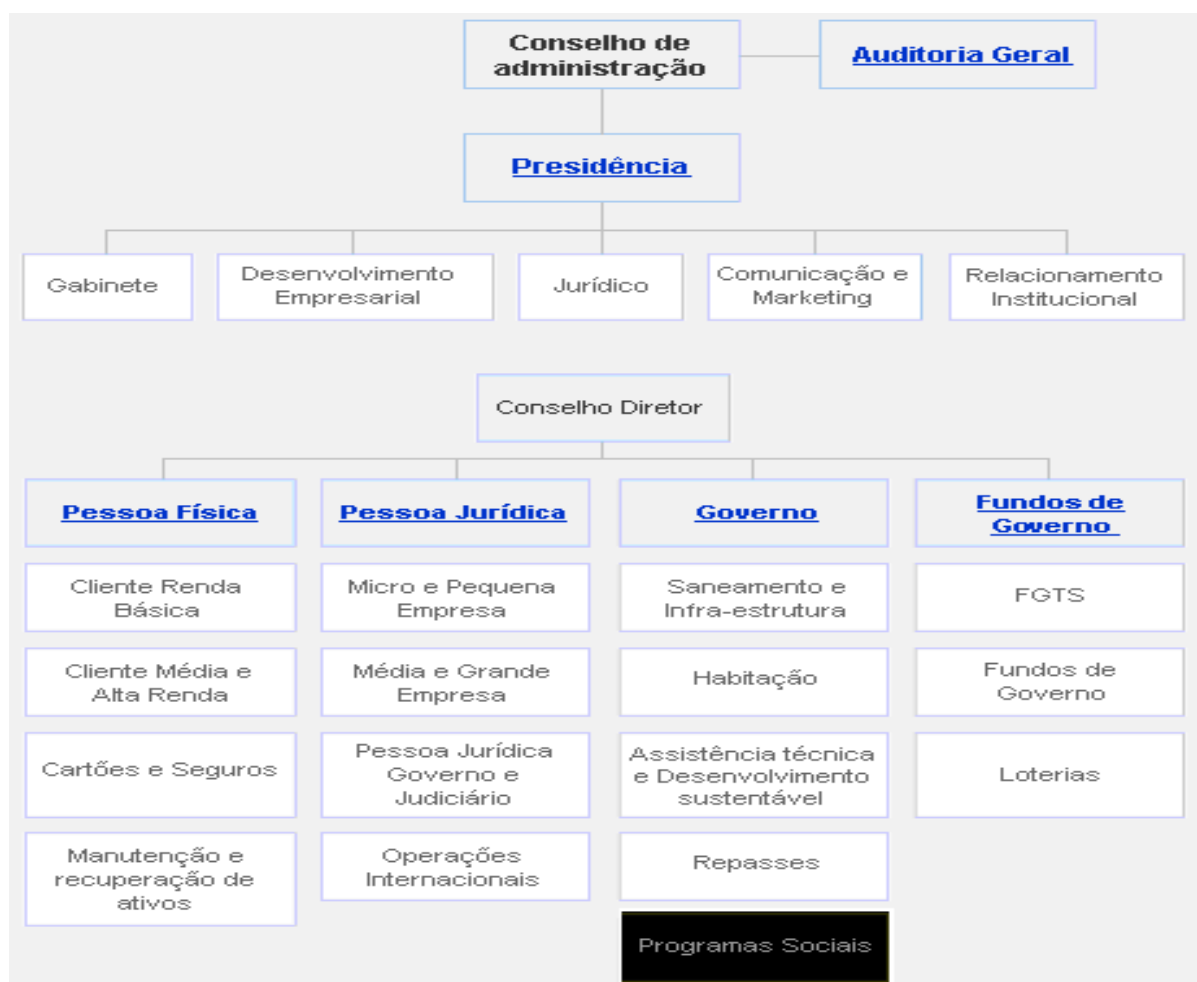 Conselho de
administração
Auditoria Geral
Presidência
Gabinete
Desenvolvimento
Empresarial
Jurídico
Comunicação e
Marketing
Relacionamento
Institucional
Conselho Diretor
Pessoa Física
Pessoa Jurídica
Governo
Fundos de
Governo
Cliente Renda
Básica
Micro e Pequena
Empresa
Saneamento e
Infra-estrutura
FGTS
Cliente Média e
Alta Renda
Média e Grande
Empresa
Habitação
Fundos de
Governo
Cartões e Seguros
Pessoa Jurídica
Governo e
Judiciário
Assistência técnica
e Desenvolvimento
sustentável
Loterias
Manutenção e
recuperação de
ativos
Operações
Internacionais
Repasses
Programas Sociais